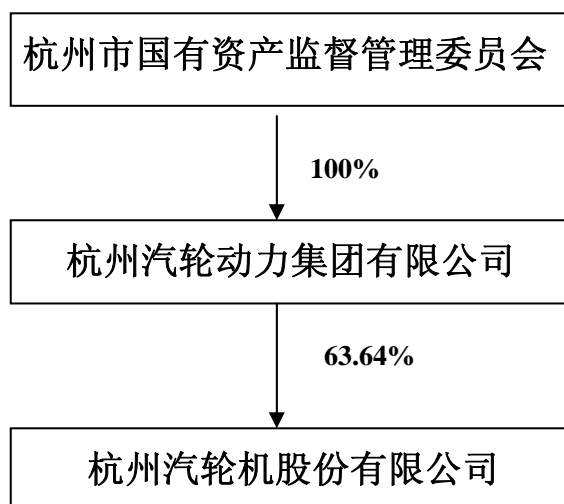 杭州市国有资产监督管理委员会
100%
杭州汽轮动力集团有限公司
63.64%
杭州汽轮机股份有限公司